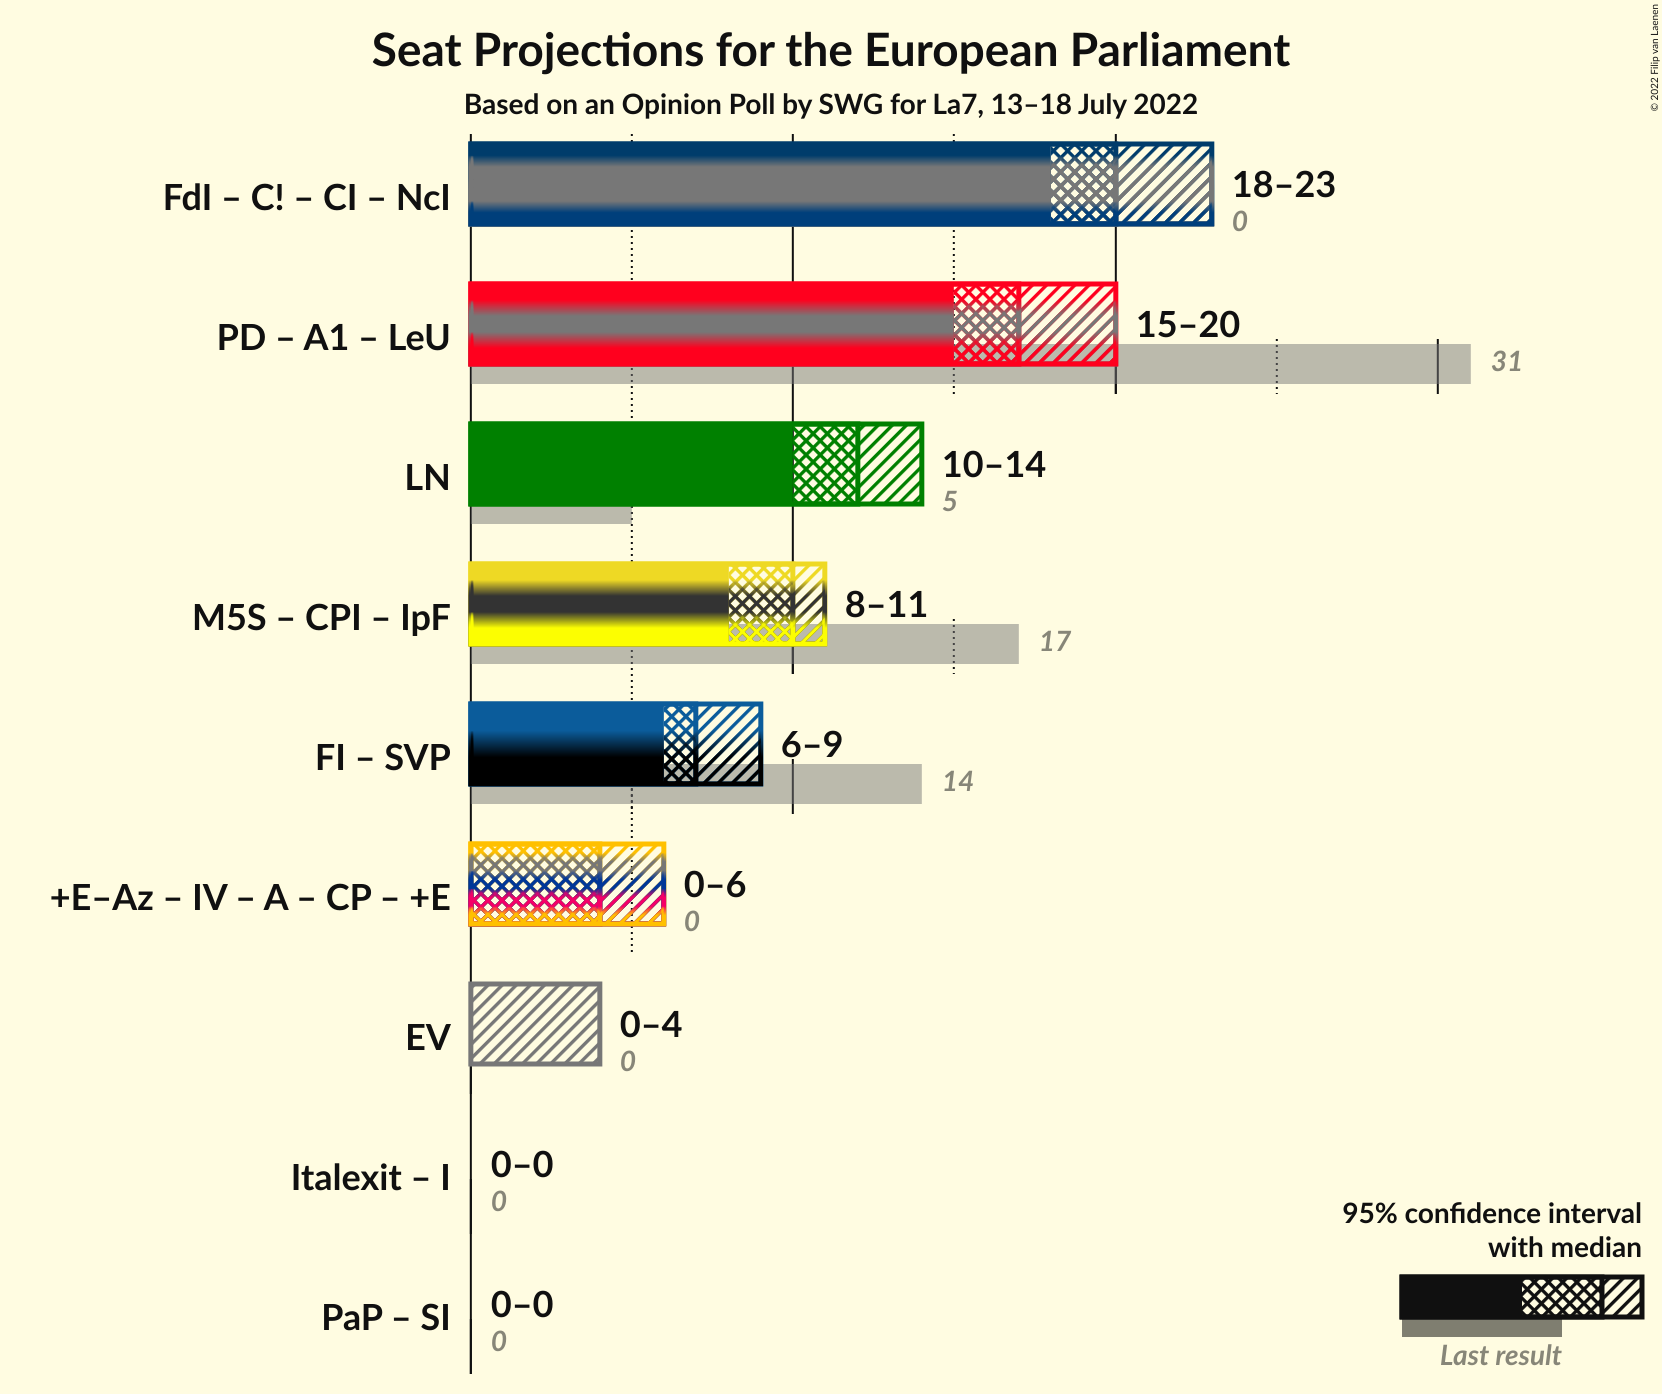 Seat Projections for the European Parliament
Based on an Opinion Poll by SWG for La7, 13–18 July 2022
© 2022 Filip van Laenen
FdI – C! – CI – NcI
18–23
0
PD – A1 – LeU
15–20
31
LN
10–14
5
M5S – CPI – IpF
8–11
17
FI – SVP
6–9
14
+E–Az – IV – A – CP – +E
0–6
0
EV
0–4
0
Italexit – I
0–0
0
PaP – SI
0–0
0
95% confidence interval
with median
Last result